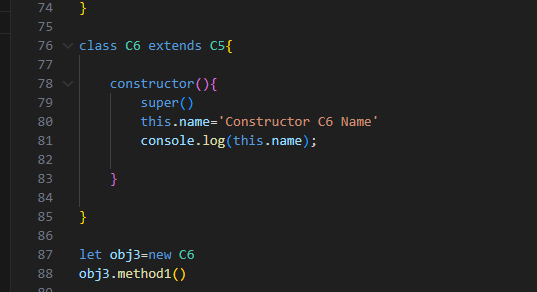 74 }
75
76 class C6 extends C5{
77
78 constructor(){
79 super()
80 this.name='Constructor C6 Name'
81 console.log(this.name);
82
83 }
84
85 }
86
87 let obj3=new C6
88 obj3.method1()